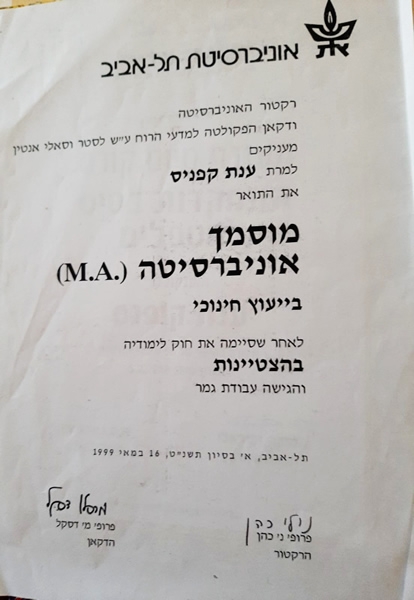 אוניברסיטת תל-אביב
רקטור האוניברסיטה
ודקאן הפקולטה למדעי הרוח ע״ש לסטר וסאלי אנטין
מעניקים
למרת ענת קפניס
את התואר
מוסמך
אוניברסיטה (M.A.)
בייעוץ חינוכי
לאחר שסיימה את חוק לימודיה
בהצטיינות
והגישה עבודת גמר
תל-אביב, א׳ בסיון תשנ״ט, 16 במאי 1999
פרופ׳ מ׳ דסקל
הדקאן
פרופ׳ נ׳ כהן
הרקטור